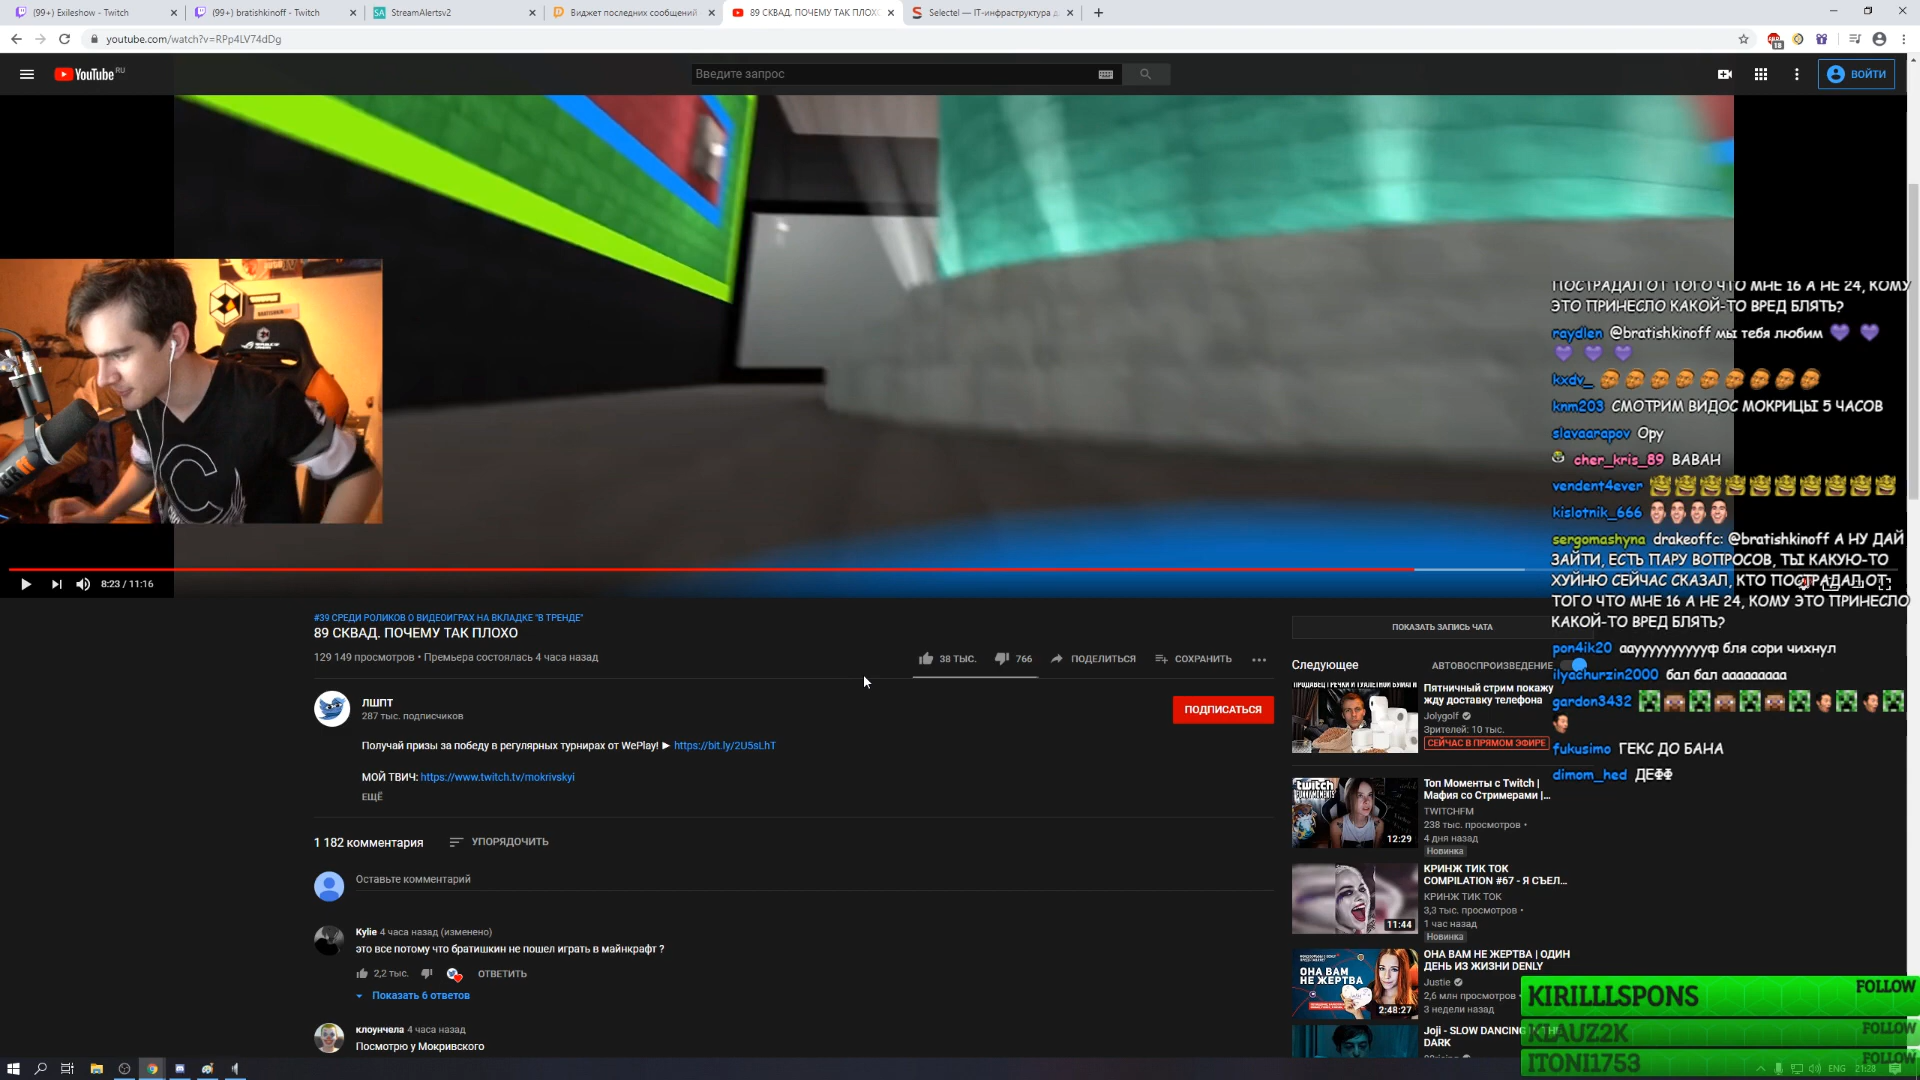 (99+) Exileshow - Twitch
(99+) bratishkinoff - Twitch
StreamAlertsv2
Виджет последних сообщений
89 СКВАД. ПОЧЕМУ ТАК ПЛОХО
Selectel — IT-инфраструктура д
youtube.com/watch?v=RPp4LV74dDg
18
YouTube RU
Введите запрос
ВОЙТИ
ПОСТРАДАЛ ОТ ТОГО ЧТО МНЕ 16 А НЕ 24, КОМУ
ЭТО ПРИНЕСЛО КАКОЙ-ТО ВРЕД БЛЯТЬ?
raydlen @bratishkinoff мы тебя любим
kxdv_
knm203 СМОТРИМ ВИДОС МОКРИЦЫ 5 ЧАСОВ
slavaarapov Ору
cher_kris_89 ВАВАН
vendent4ever
kislotnik_666
sergomashyna drakeoffc: @bratishkinoff А НУ ДАЙ
ЗАЙТИ, ЕСТЬ ПАРУ ВОПРОСОВ, ТЫ КАКУЮ-ТО
ХУЙНЮ СЕЙЧАС СКАЗАЛ, КТО ПОСТРАДАЛ ОТ
ТОГО ЧТО МНЕ 16 А НЕ 24, КОМУ ЭТО ПРИНЕСЛО
КАКОЙ-ТО ВРЕД БЛЯТЬ?
pon4ik20 аауууууууууф бля сори чихнул
ilyachurzin2000 бал бал ааааааааа
gardon3432
fukusimo ГЕКС ДО БАНА
dimom_hed ДЕФФ
8:23 / 11:16
#39 СРЕДИ РОЛИКОВ О ВИДЕОИГРАХ НА ВКЛАДКЕ "В ТРЕНДЕ"
89 СКВАД. ПОЧЕМУ ТАК ПЛОХО
129 149 просмотров • Премьера состоялась 4 часа назад
38 ТЫС.
766
ПОДЕЛИТЬСЯ
СОХРАНИТЬ
ЛШПТ
287 тыс. подписчиков
ПОДПИСАТЬСЯ
Получай призы за победу в регулярных турнирах от WePlay! ► https://bit.ly/2U5sLhT
МОЙ ТВИЧ: https://www.twitch.tv/mokrivskyi
ЕЩЁ
1 182 комментария
УПОРЯДОЧИТЬ
Оставьте комментарий
Kylie 4 часа назад (изменено)
это все потому что братишкин не пошел играть в майнкрафт ?
2,2 тыс.
ОТВЕТИТЬ
Показать 6 ответов
клоунчела 4 часа назад
Посмотрю у Мокривского
ПОКАЗАТЬ ЗАПИСЬ ЧАТА
Следующее
АВТОВОСПРОИЗВЕДЕНИЕ
ПРОДАВЕЦ ГРЕЧКИ И ТУАЛЕТНОЙ БУМАГИ
Пятничный стрим покажу
жду доставку телефона
Jolygolf
Зрителей: 10 тыс.
СЕЙЧАС В ПРЯМОМ ЭФИРЕ
twitch
12:29
Топ Моменты с Twitch |
Мафия со Стримерами |...
TWITCHFM
238 тыс. просмотров •
4 дня назад
Новинка
11:44
КРИНЖ ТИК ТОК
COMPILATION #67 - Я СЪЕЛ...
КРИНЖ ТИК ТОК
3,3 тыс. просмотров •
1 час назад
Новинка
ОНА ВАМ
НЕ ЖЕРТВА
2:48:27
ОНА ВАМ НЕ ЖЕРТВА | ОДИН
ДЕНЬ ИЗ ЖИЗНИ DENLY
Justie
2,6 млн просмотров •
3 недели назад
Joji - SLOW DANCING IN THE
DARK
KIRILLLSPONS
FOLLOW
KLAUZ2K
FOLLOW
ITONI1753
FOLLOW
ENG
21:28